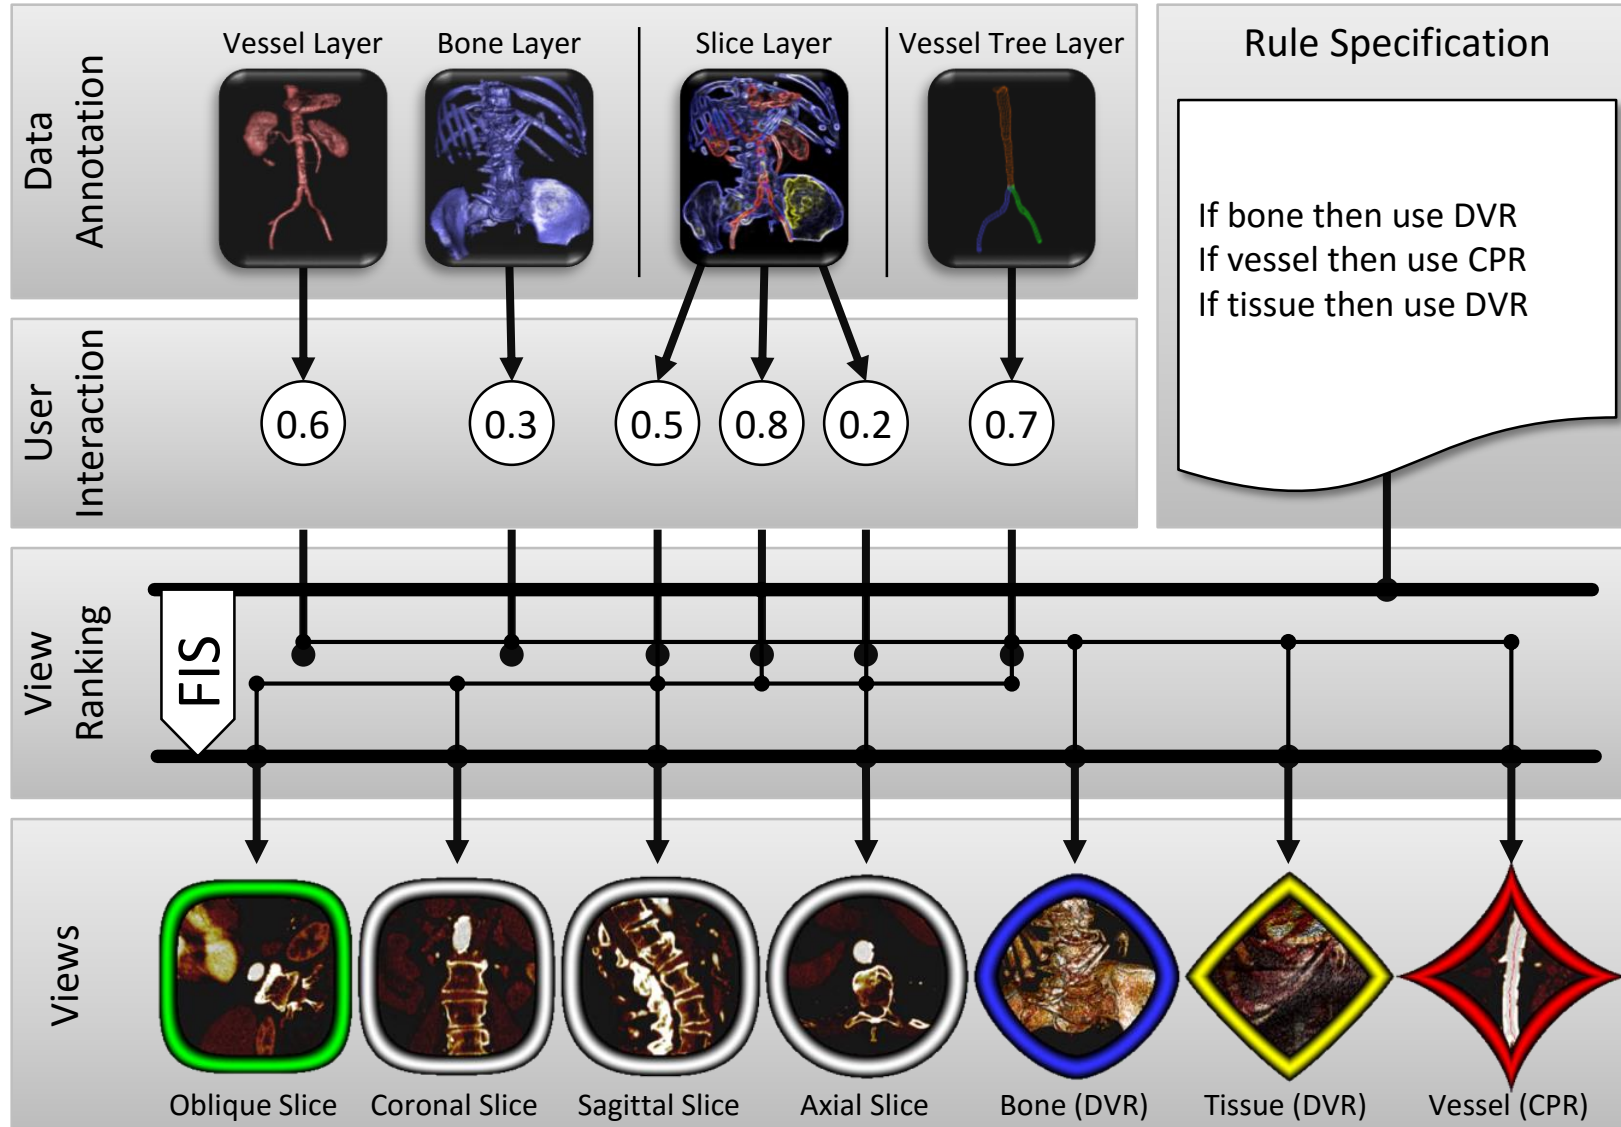 Data
Annotation
Vessel Layer
Bone Layer
Slice Layer
Vessel Tree Layer
Rule Specification
If bone then use DVR
If vessel then use CPR
If tissue then use DVR
User
Interaction
0.6
0.3
0.5
0.8
0.2
0.7
View
Ranking
FIS
Views
Oblique Slice
Coronal Slice
Sagittal Slice
Axial Slice
Bone (DVR)
Tissue (DVR)
Vessel (CPR)